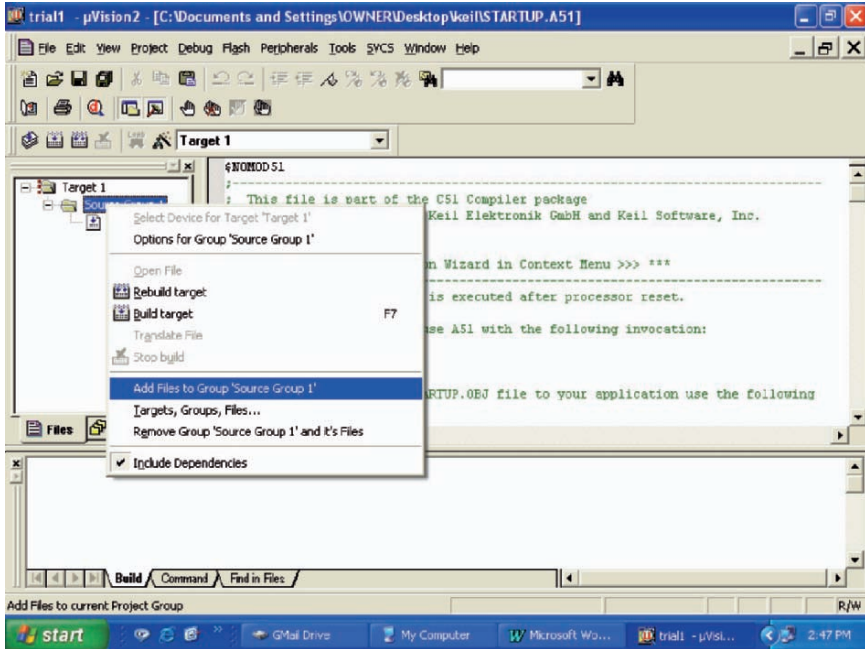 trial1 - µVision2 - [C:\Documents and Settings\OWNER\Desktop\keil\STARTUP.A51]
File Edit View Project Debug Flash Peripherals Tools SVCS Window Help
Target 1
$NOMOD51
;------------------------------------------------------------------------------
; This file is part of the C51 Compiler package
Keil Elektronik GmbH and Keil Software, Inc.
Wizard in Context Menu >>> ***
is executed after processor reset.
A51 with the following invocation:
.OBJ file to your application use the following
Target 1
Select Device for Target 'Target 1'
Options for Group 'Source Group 1'
Open File
Rebuild target
Build target F7
Translate File
Stop build
Add Files to Group 'Source Group 1'
Targets, Groups, Files...
Remove Group 'Source Group 1' and it's Files
Include Dependencies
Files
Build Command Find in Files
Add Files to current Project Group R/W
start GMail Drive My Computer Microsoft Wo... trial1 - µVisi... 2:47 PM